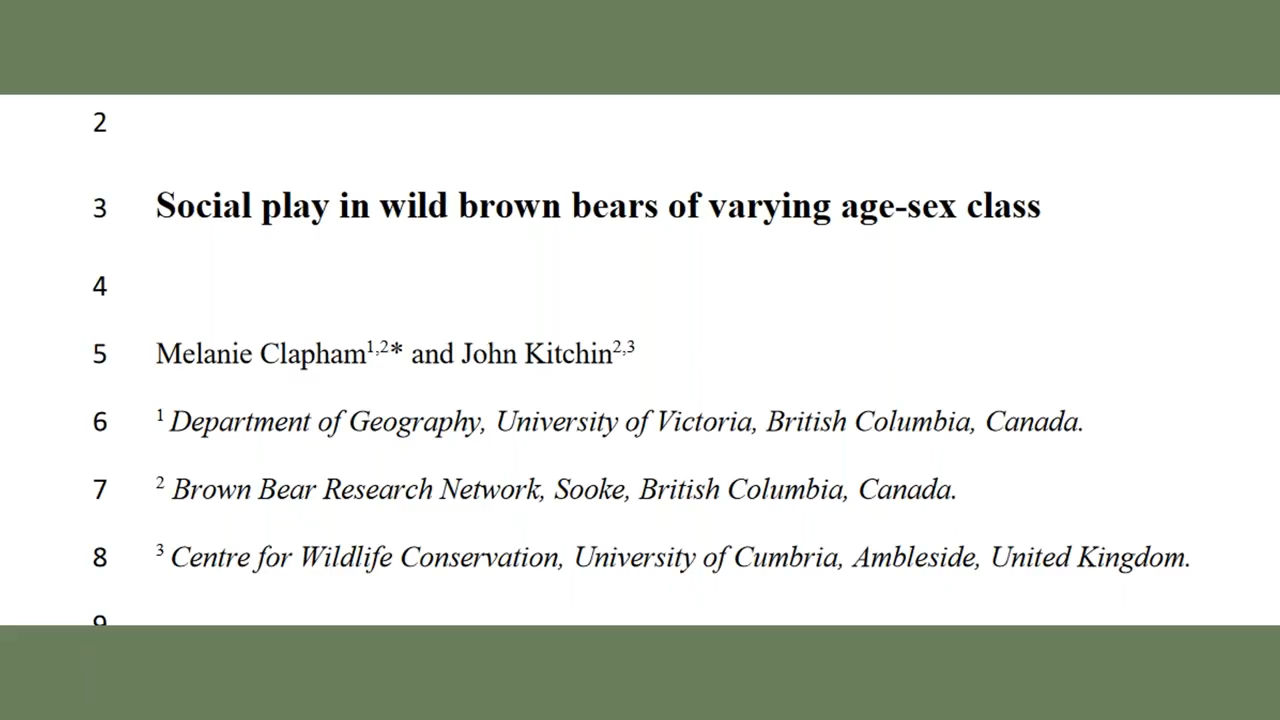 2
3 Social play in wild brown bears of varying age-sex class
4
5 Melanie Clapham1,2* and John Kitchin2,3
6 1 Department of Geography, University of Victoria, British Columbia, Canada.
7 2 Brown Bear Research Network, Sooke, British Columbia, Canada.
8 3 Centre for Wildlife Conservation, University of Cumbria, Ambleside, United Kingdom.
9